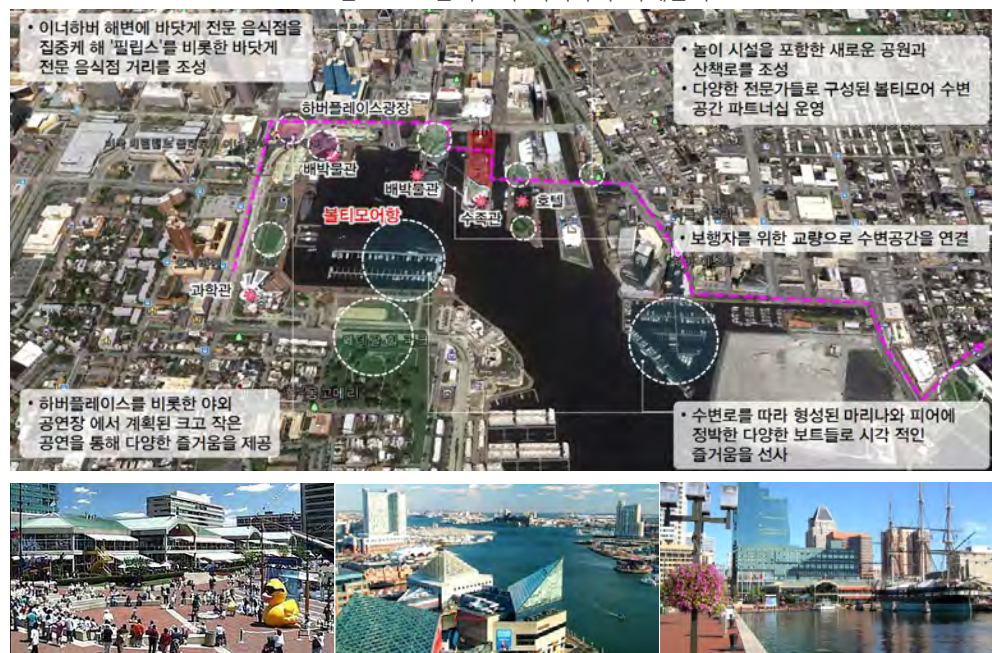 • 이너하버 해변에 바닷게 전문 음식점을
집중케 해 '필립스'를 비롯한 바닷게
전문 음식점 거리를 조성
• 놀이 시설을 포함한 새로운 공원과
산책로를 조성
• 다양한 전문가들로 구성된 볼티모어 수변
공간 파트너십 운영
하버플레이스광장
배박물관
배박물관
수족관
호텔
볼티모어항
• 보행자를 위한 교량으로 수변공간을 연결
과학관
• 하버플레이스를 비롯한 야외
공연장 에서 계획된 크고 작은
공연을 통해 다양한 즐거움을 제공
• 수변로를 따라 형성된 마리나와 피어에
정박한 다양한 보트들로 시각 적인
즐거움을 선사